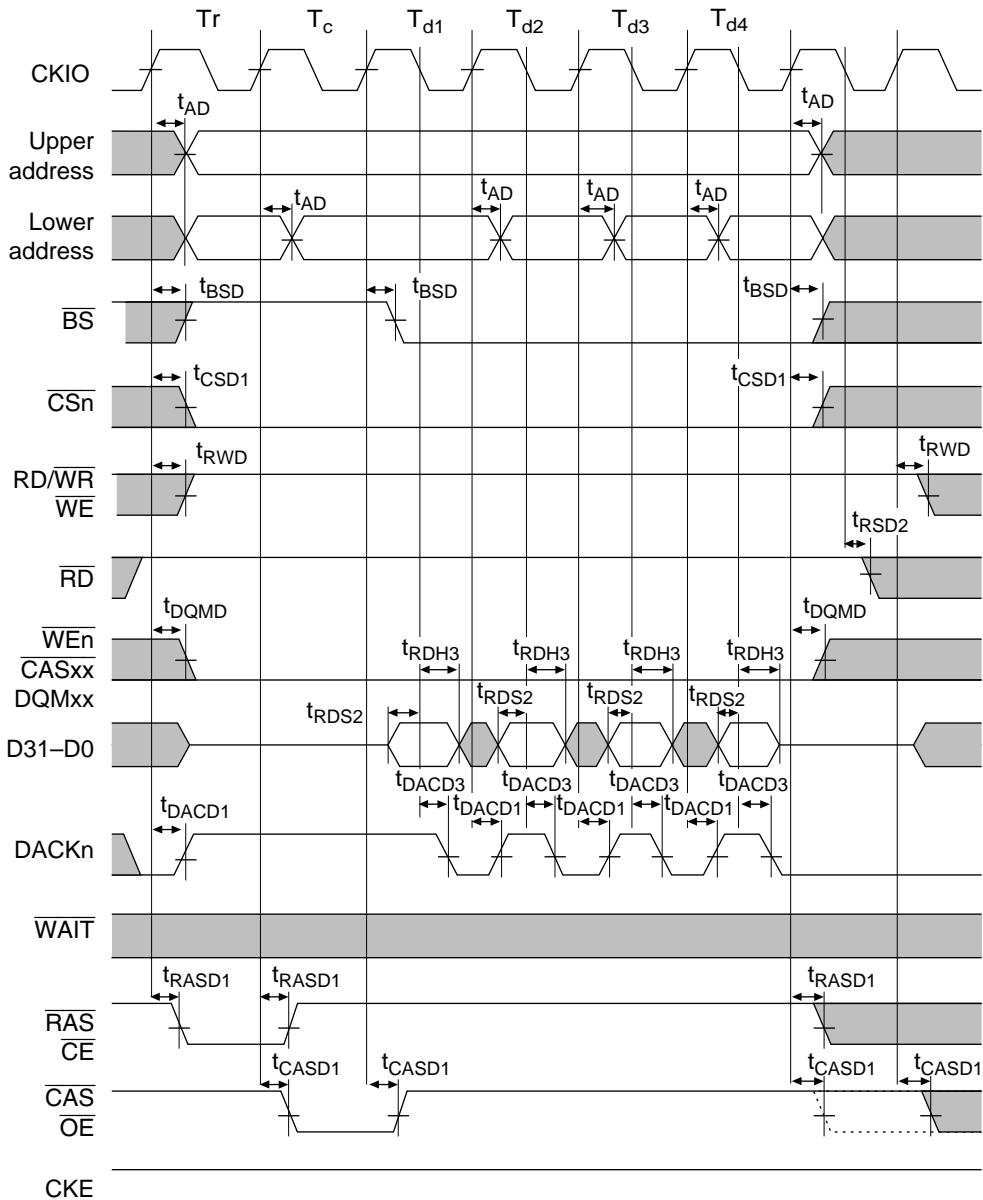 Tr Tc Td1 Td2 Td3 Td4
CKIO
tAD tAD
Upper
address
tAD tAD tAD tAD
Lower
address
tBSD tBSD tBSD
BS
tCSD1 tCSD1
CSn
tRWD tRWD
RD/WR
WE
tRSD2
RD
tDQMD tDQMD
WEn
CASxx
DQMxx
tRDH3 tRDH3 tRDH3 tRDH3
tRDS2 tRDS2 tRDS2 tRDS2
D31–D0
tDACD3 tDACD3 tDACD3 tDACD3
tDACD1 tDACD1 tDACD1 tDACD1
DACKn
WAIT
tRASD1 tRASD1 tRASD1
RAS
CE
tCASD1 tCASD1 tCASD1 tCASD1
CAS
OE
CKE